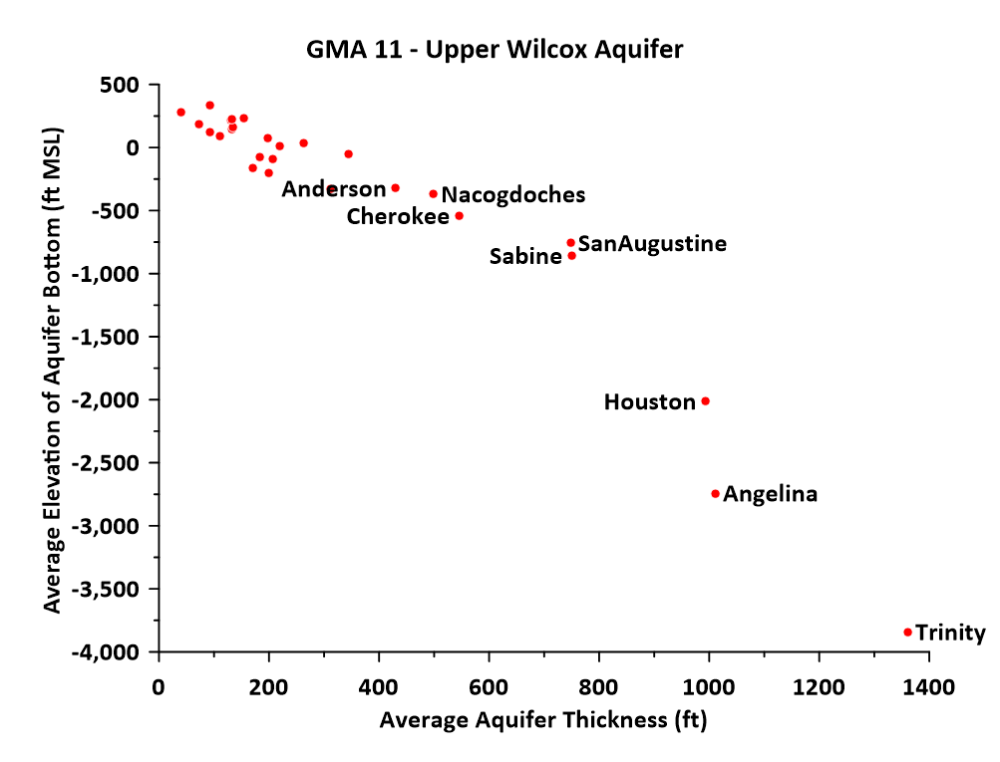 GMA 11 - Upper Wilcox Aquifer
500
0
-500
-1,000
-1,500
-2,000
-2,500
-3,000
-3,500
-4,000
Average Elevation of Aquifer Bottom (ft MSL)
Anderson
Nacogdoches
Cherokee
SanAugustine
Sabine
Houston
Angelina
Trinity
0 200 400 600 800 1000 1200 1400
Average Aquifer Thickness (ft)